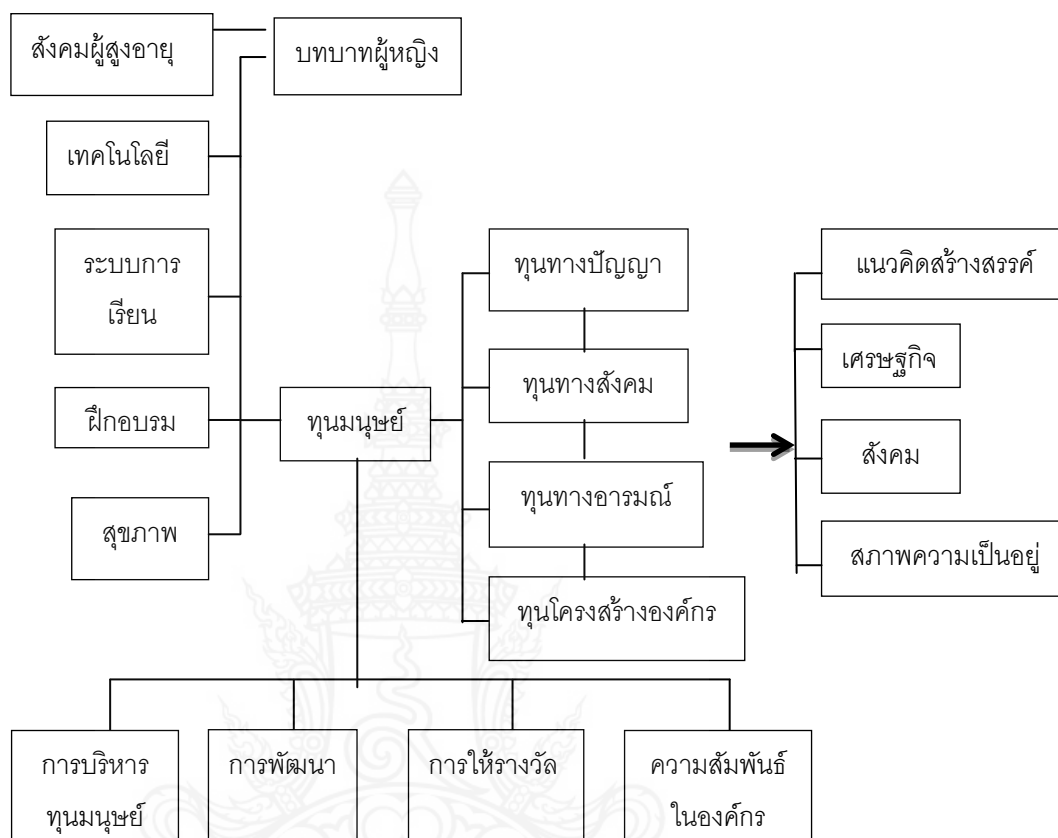 สังคมผู้สูงอายุ
บทบาทผู้หญิง
เทคโนโลยี
ระบบการ
เรียน
ฝึกอบรม
สุขภาพ
ทุนมนุษย์
ทุนทางปัญญา
ทุนทางสังคม
ทุนทางอารมณ์
ทุนโครงสร้างองค์กร
แนวคิดสร้างสรรค์
เศรษฐกิจ
สังคม
สภาพความเป็นอยู่
การบริหาร
ทุนมนุษย์
การพัฒนา
การให้รางวัล
ความสัมพันธ์
ในองค์กร